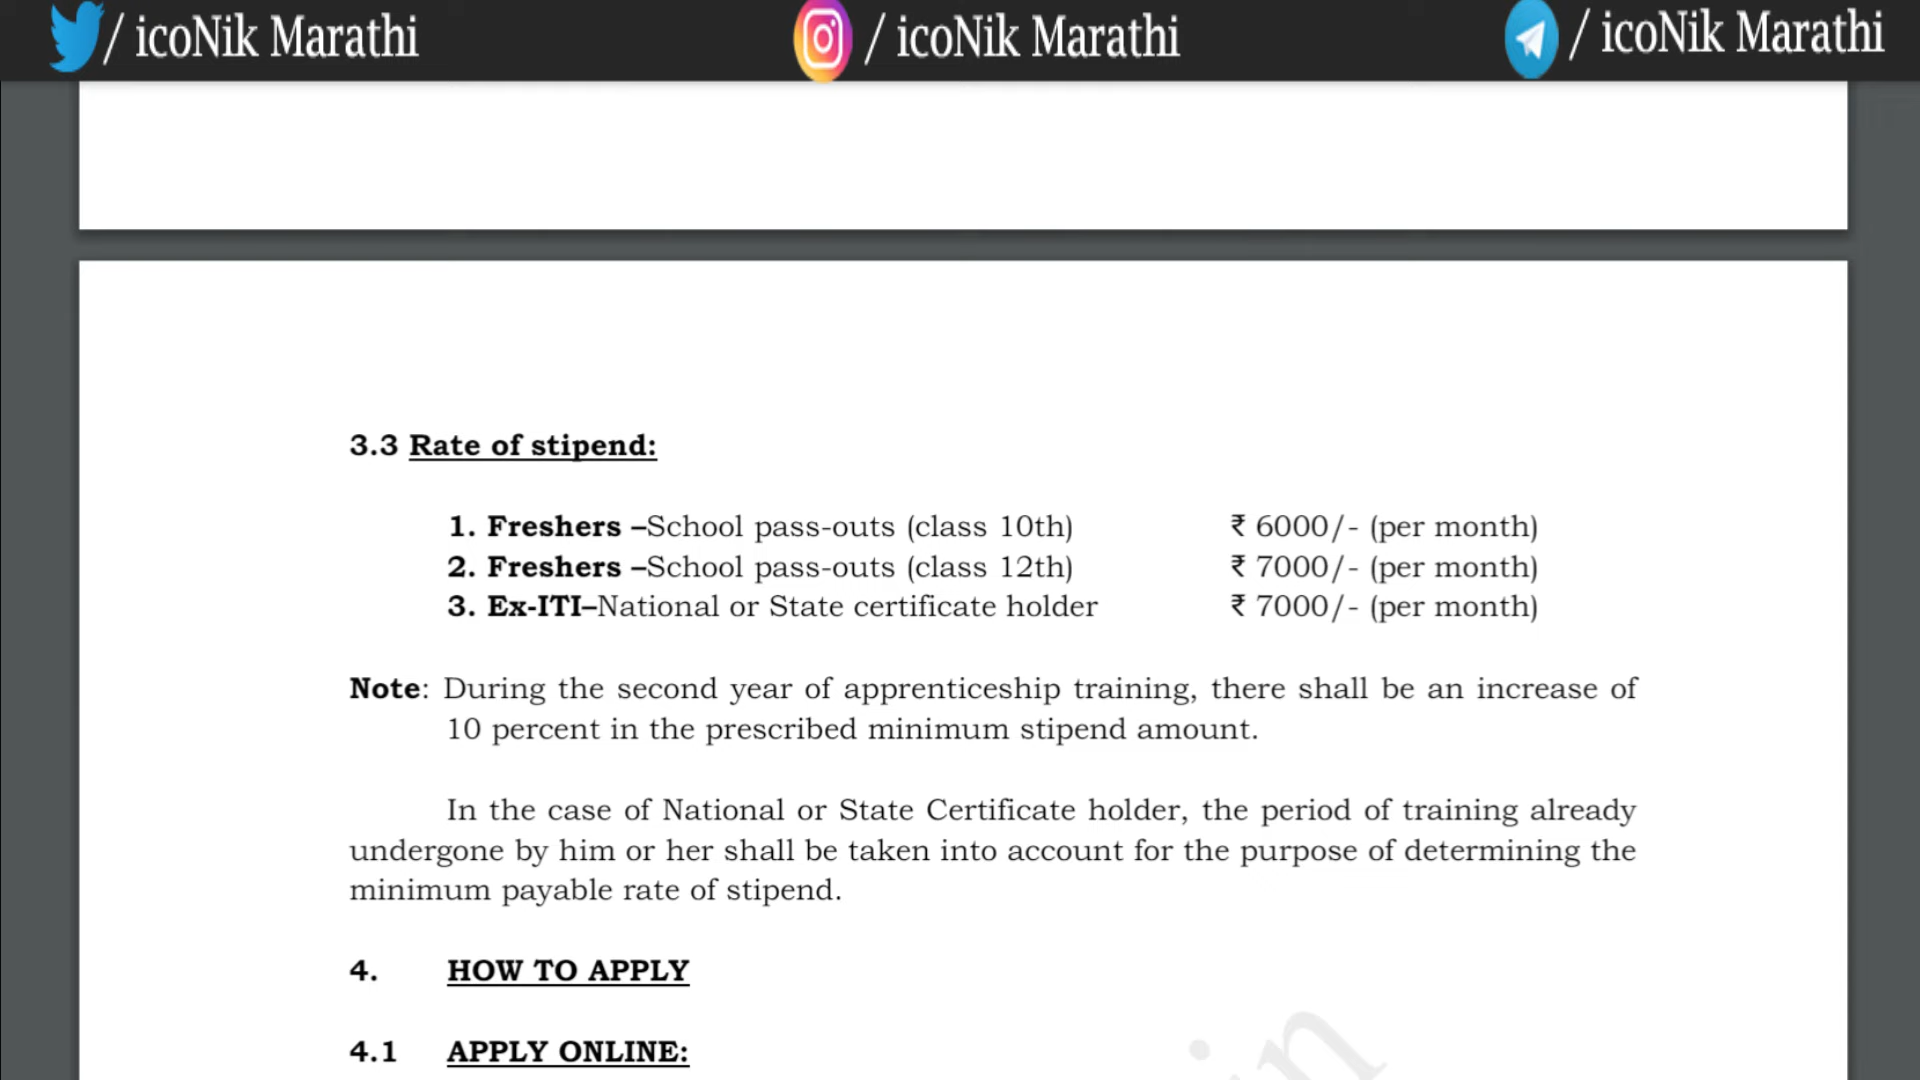 / icoNik Marathi / icoNik Marathi / icoNik Marathi
3.3 Rate of stipend:
1. Freshers –School pass-outs (class 10th) ₹ 6000/- (per month)
2. Freshers –School pass-outs (class 12th) ₹ 7000/- (per month)
3. Ex-ITI–National or State certificate holder ₹ 7000/- (per month)
Note: During the second year of apprenticeship training, there shall be an increase of
10 percent in the prescribed minimum stipend amount.
In the case of National or State Certificate holder, the period of training already
undergone by him or her shall be taken into account for the purpose of determining the
minimum payable rate of stipend.
4. HOW TO APPLY
4.1 APPLY ONLINE:
in